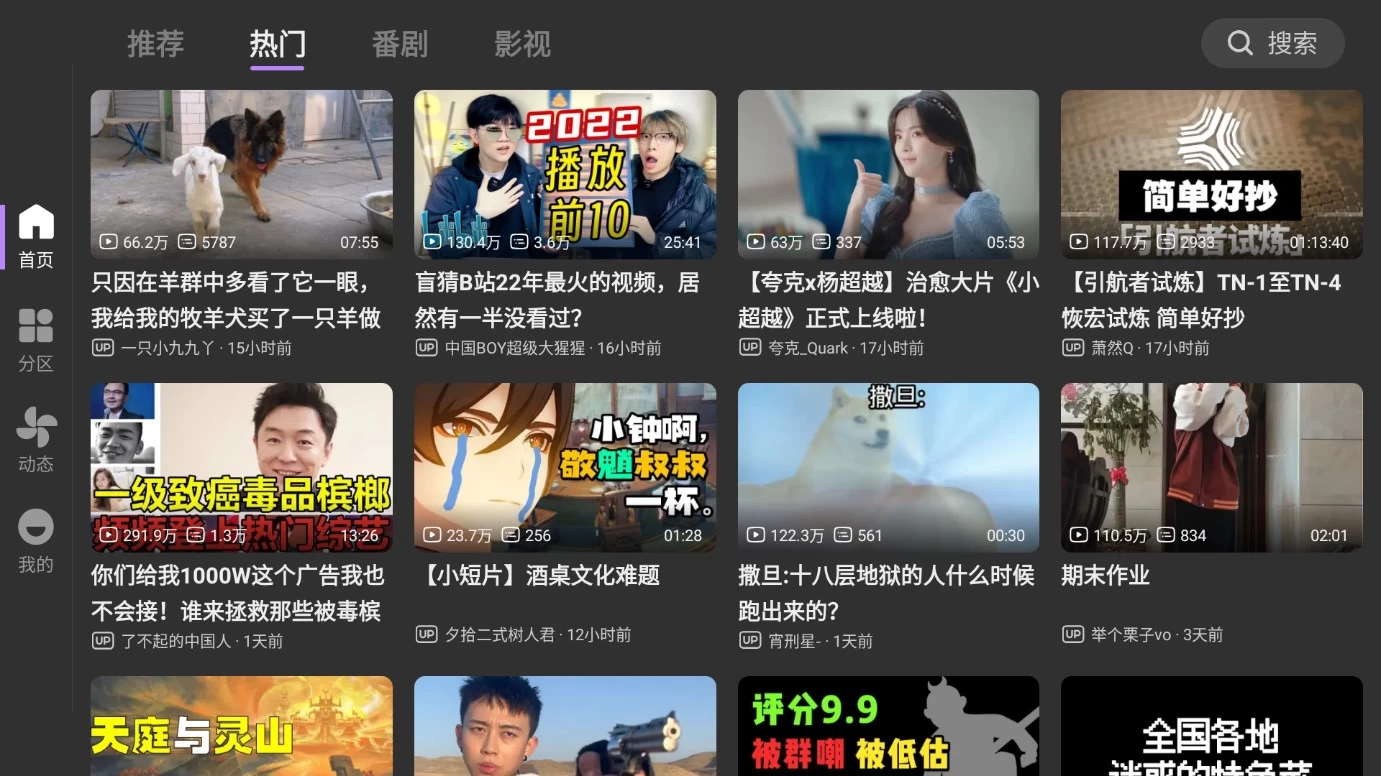 推荐
热门
番剧
影视
搜索
首页
分区
动态
我的
2022
播放
前10
简单好抄
「引航者试炼」
66.2万 5787 07:55
130.4万 3.6万 25:41
63万 337 05:53
117.7万 2933 01:13:40
只因在羊群中多看了它一眼，
我给我的牧羊犬买了一只羊做
UP 一只小九九丫 · 15小时前
盲猜B站22年最火的视频，居
然有一半没看过？
UP 中国BOY超级大猩猩 · 16小时前
【夸克x杨超越】治愈大片《小
超越》正式上线啦！
UP 夸克_Quark · 17小时前
【引航者试炼】TN-1至TN-4
恢宏试炼 简单好抄
UP 萧然Q · 17小时前
一级致癌毒品槟榔
频频登上热门综艺
小钟啊，
敬魈叔叔
一杯。
撒旦：
291.9万 1.3万 13:26
23.7万 256 01:28
122.3万 561 00:30
110.5万 834 02:01
你们给我1000W这个广告我也
不会接！谁来拯救那些被毒槟
UP 了不起的中国人 · 1天前
【小短片】酒桌文化难题
UP 夕拾二式树人君 · 12小时前
撒旦:十八层地狱的人什么时候
跑出来的？
UP 宵刑星- · 1天前
期末作业
UP 举个栗子vo · 3天前
天庭与灵山
评分9.9
被群嘲 被低估
全国各地
迷惑的特色菜